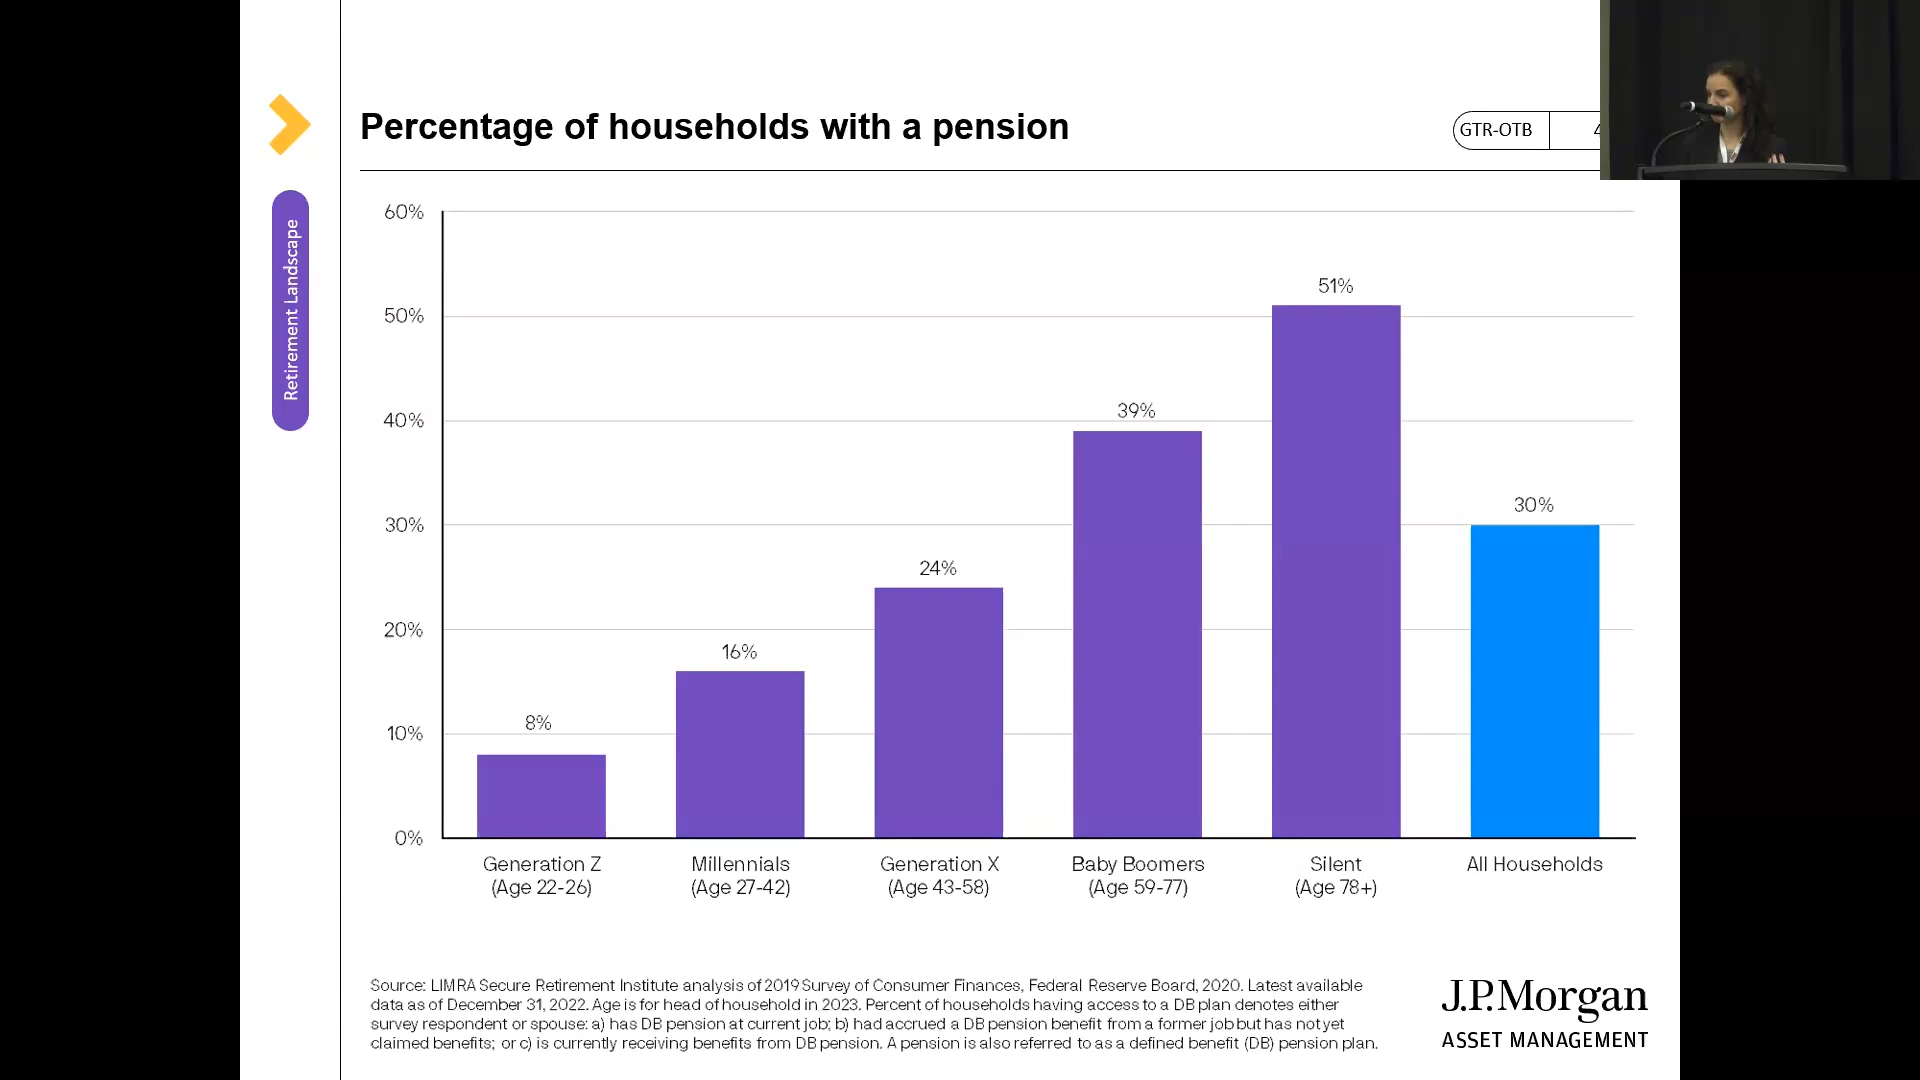 Percentage of households with a pension
GTR-OTB
Retirement Landscape
60%
50%
40%
30%
20%
10%
0%
8%
16%
24%
39%
51%
30%
Generation Z
(Age 22-26)
Millennials
(Age 27-42)
Generation X
(Age 43-58)
Baby Boomers
(Age 59-77)
Silent
(Age 78+)
All Households
Source: LIMRA Secure Retirement Institute analysis of 2019 Survey of Consumer Finances, Federal Reserve Board, 2020. Latest available
data as of December 31, 2022. Age is for head of household in 2023. Percent of households having access to a DB plan denotes either
survey respondent or spouse: a) has DB pension at current job; b) had accrued a DB pension benefit from a former job but has not yet
claimed benefits; or c) is currently receiving benefits from DB pension. A pension is also referred to as a defined benefit (DB) pension plan.
J.P.Morgan
ASSET MANAGEMENT